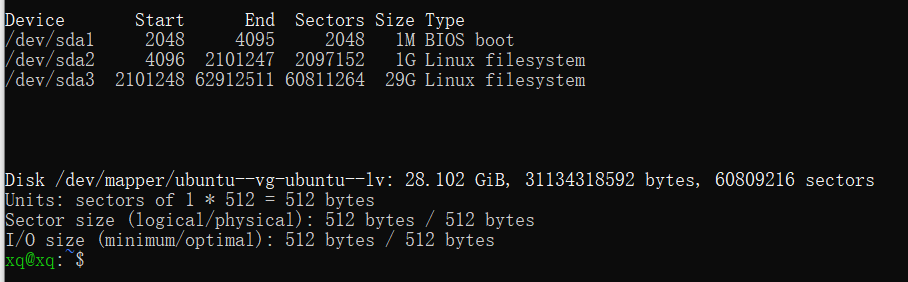 Device Start End Sectors Size Type
/dev/sda1 2048 4095 2048 1M BIOS boot
/dev/sda2 4096 2101247 2097152 1G Linux filesystem
/dev/sda3 2101248 62912511 60811264 29G Linux filesystem
Disk /dev/mapper/ubuntu--vg-ubuntu--lv: 28.102 GiB, 31134318592 bytes, 60809216 sectors
Units: sectors of 1 * 512 = 512 bytes
Sector size (logical/physical): 512 bytes / 512 bytes
I/O size (minimum/optimal): 512 bytes / 512 bytes
xq@xq:~$